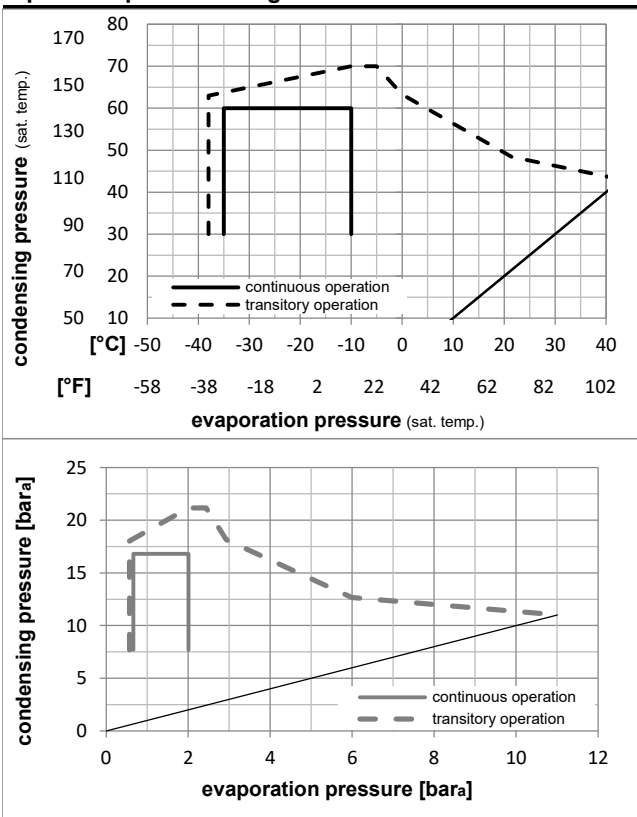 170 80
150 70
130 60
50
110 40
90 30
70 20
50 10
condensing pressure (sat. temp.)
continuous operation
transitory operation
[°C] -50 -40 -30 -20 -10 0 10 20 30 40
[°F] -58 -38 -18 2 22 42 62 82 102
evaporation pressure (sat. temp.)
25
20
15
10
5
0
condensing pressure [bara]
continuous operation
transitory operation
0 2 4 6 8 10 12
evaporation pressure [bara]